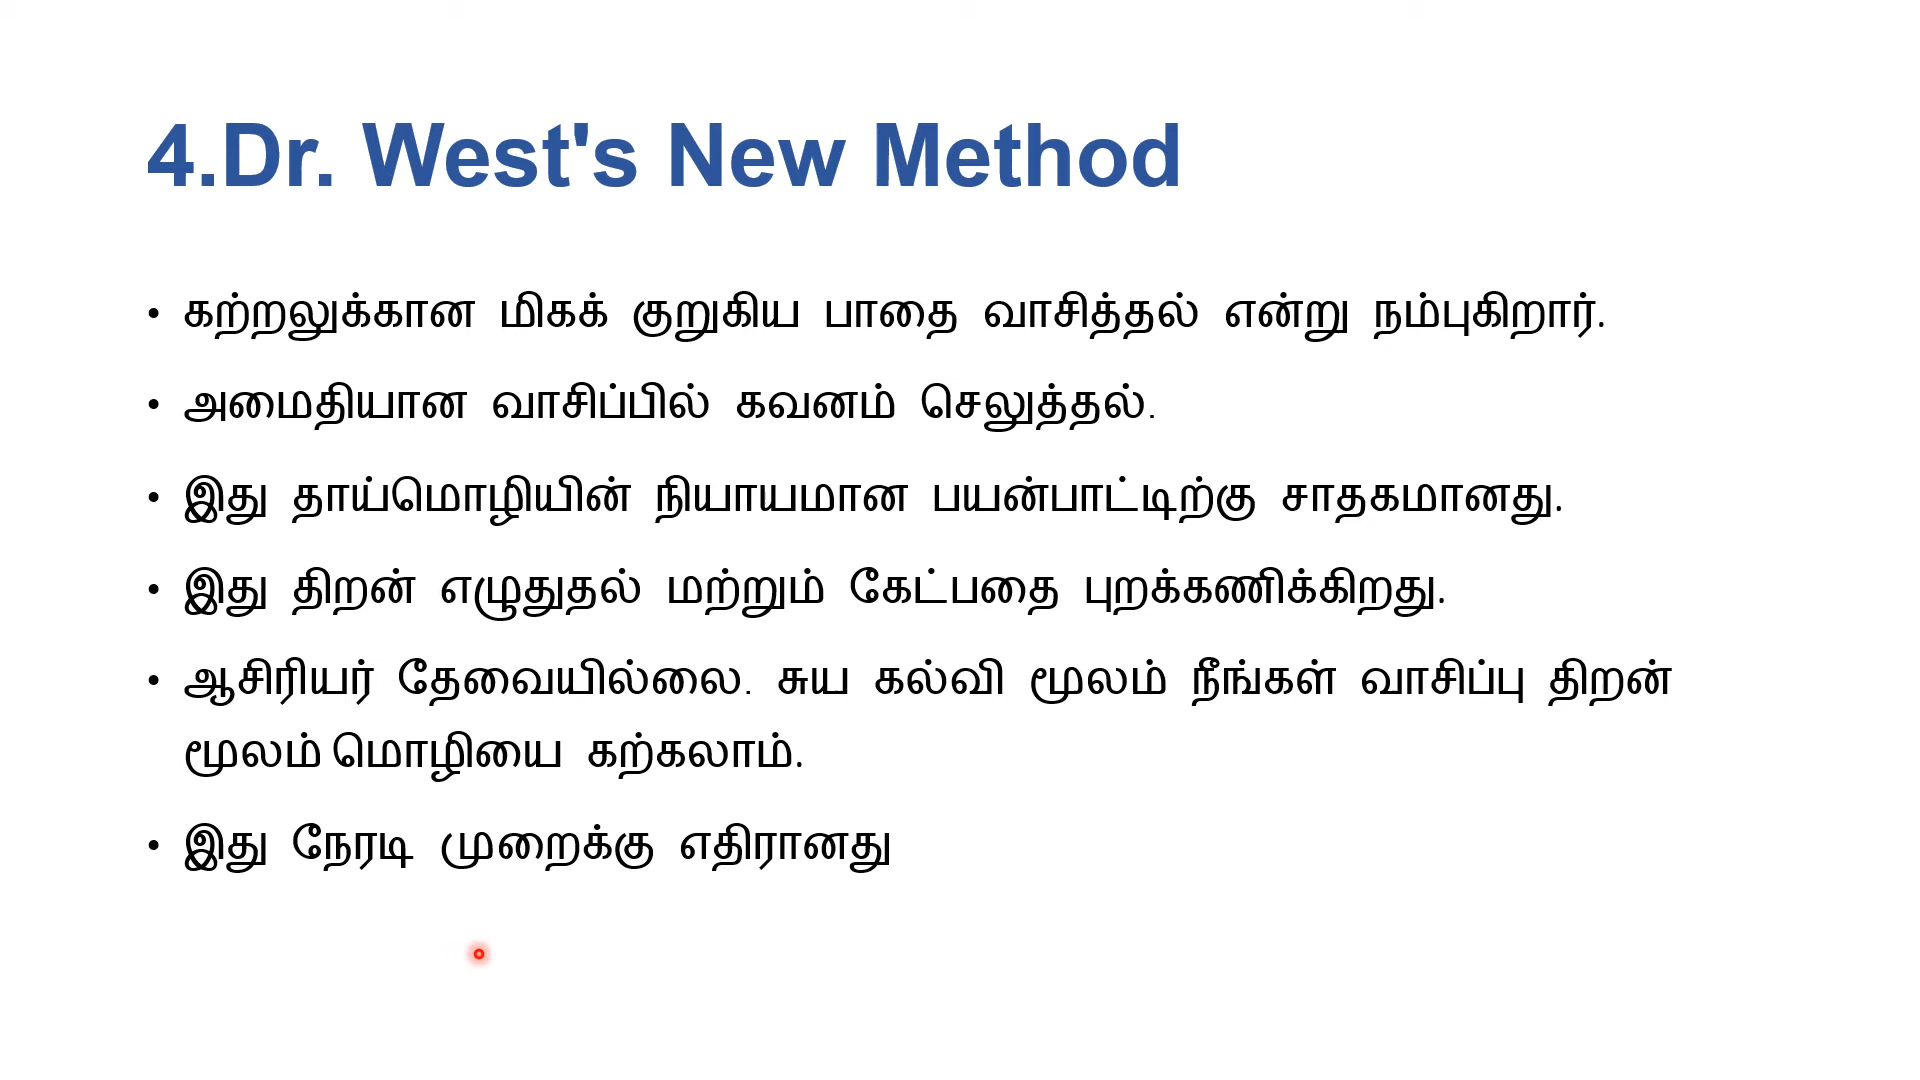 4.Dr. West's New Method
• கற்றலுக்கான மிகக் குறுகிய பாதை வாசித்தல் என்று நம்புகிறார்.
• அமைதியான வாசிப்பில் கவனம் செலுத்தல்.
• இது தாய்மொழியின் நியாயமான பயன்பாட்டிற்கு சாதகமானது.
• இது திறன் எழுதுதல் மற்றும் கேட்பதை புறக்கணிக்கிறது.
• ஆசிரியர் தேவையில்லை. சுய கல்வி மூலம் நீங்கள் வாசிப்பு திறன்
மூலம் மொழியை கற்கலாம்.
• இது நேரடி முறைக்கு எதிரானது